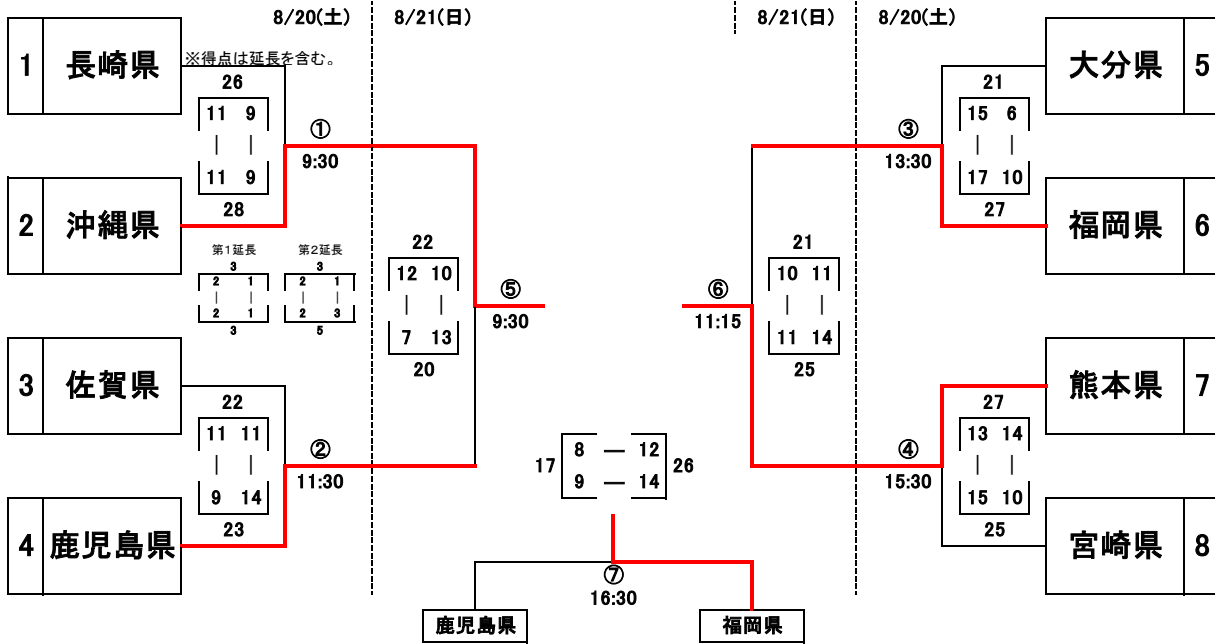 8/20(土) 8/21(日) 8/21(日) 8/20(土)
1 長崎県
※得点は延長を含む。
26
11 9
| |
11 9
28
①
9:30
2 沖縄県
第1延長 第2延長
3 3
2 1 2 1
| | | |
2 1 2 3
3 5
3 佐賀県
22
11 11
| |
9 14
23
②
11:30
4 鹿児島県
22
12 10
| |
7 13
20
⑤
9:30
大分県 5
21
15 6
| |
17 10
27
③
13:30
福岡県 6
21
10 11
| |
11 14
25
⑥
11:15
熊本県 7
27
13 14
| |
15 10
25
④
15:30
宮崎県 8
8 — 12
17 26
9 — 14
⑦
16:30
鹿児島県 福岡県